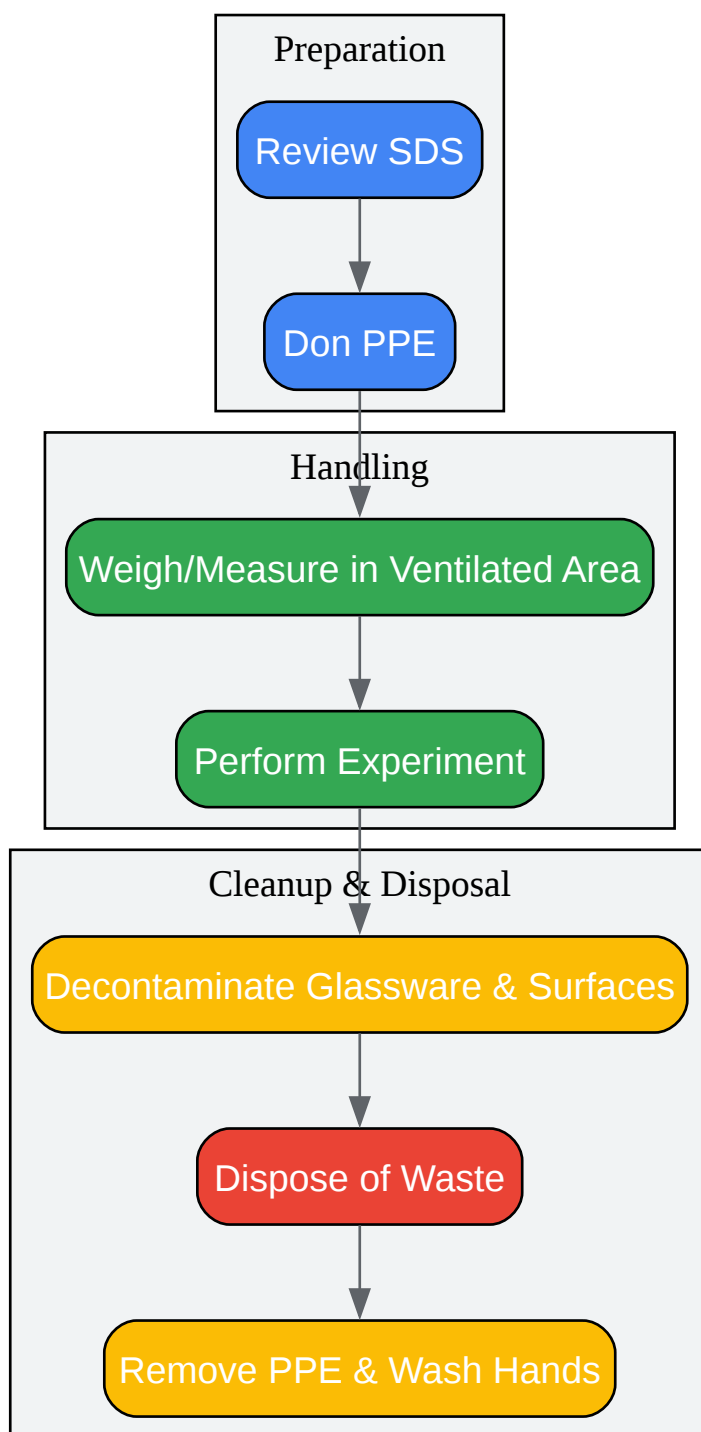 Preparation
Review SDS
Don PPE
Handling
Weigh/Measure in Ventilated Area
Perform Experiment
Cleanup & Disposal
Decontaminate Glassware & Surfaces
Dispose of Waste
Remove PPE & Wash Hands